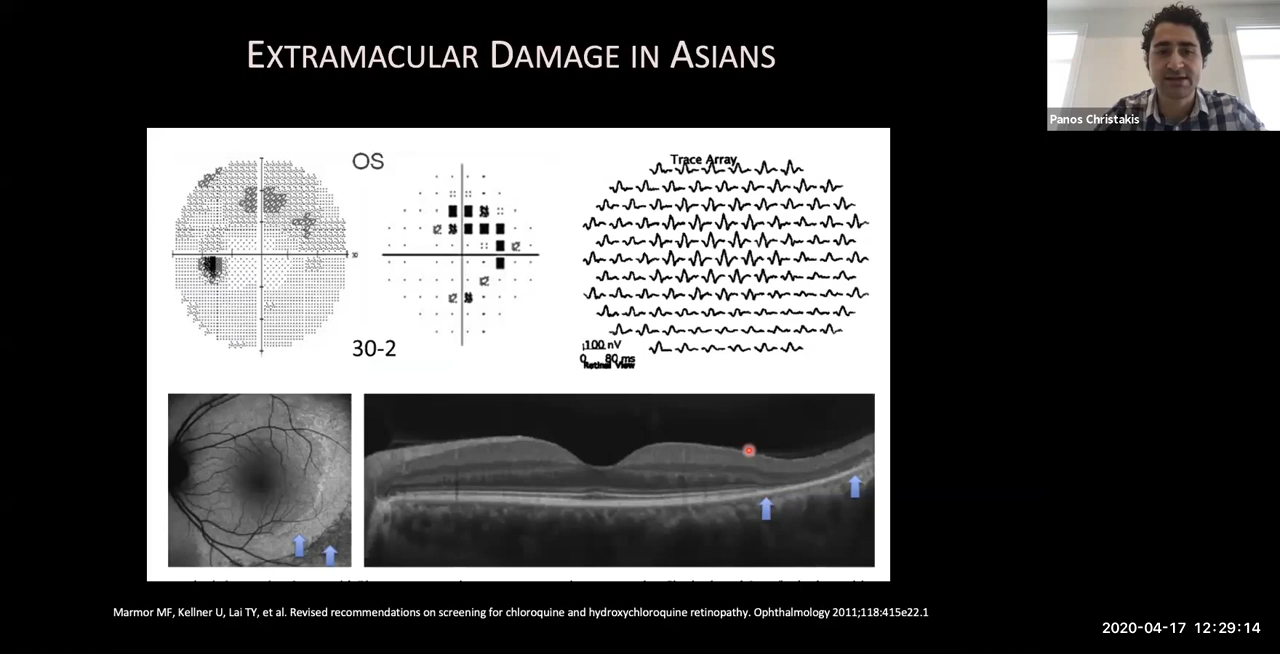 EXTRAMACULAR DAMAGE IN ASIANS
Panos Christakis
OS
Trace Array
30
30-2
100 nV
0 80 ms
Retinal View
Marmor MF, Kellner U, Lai TY, et al. Revised recommendations on screening for chloroquine and hydroxychloroquine retinopathy. Ophthalmology 2011;118:415e22.1
2020-04-17 12:29:14